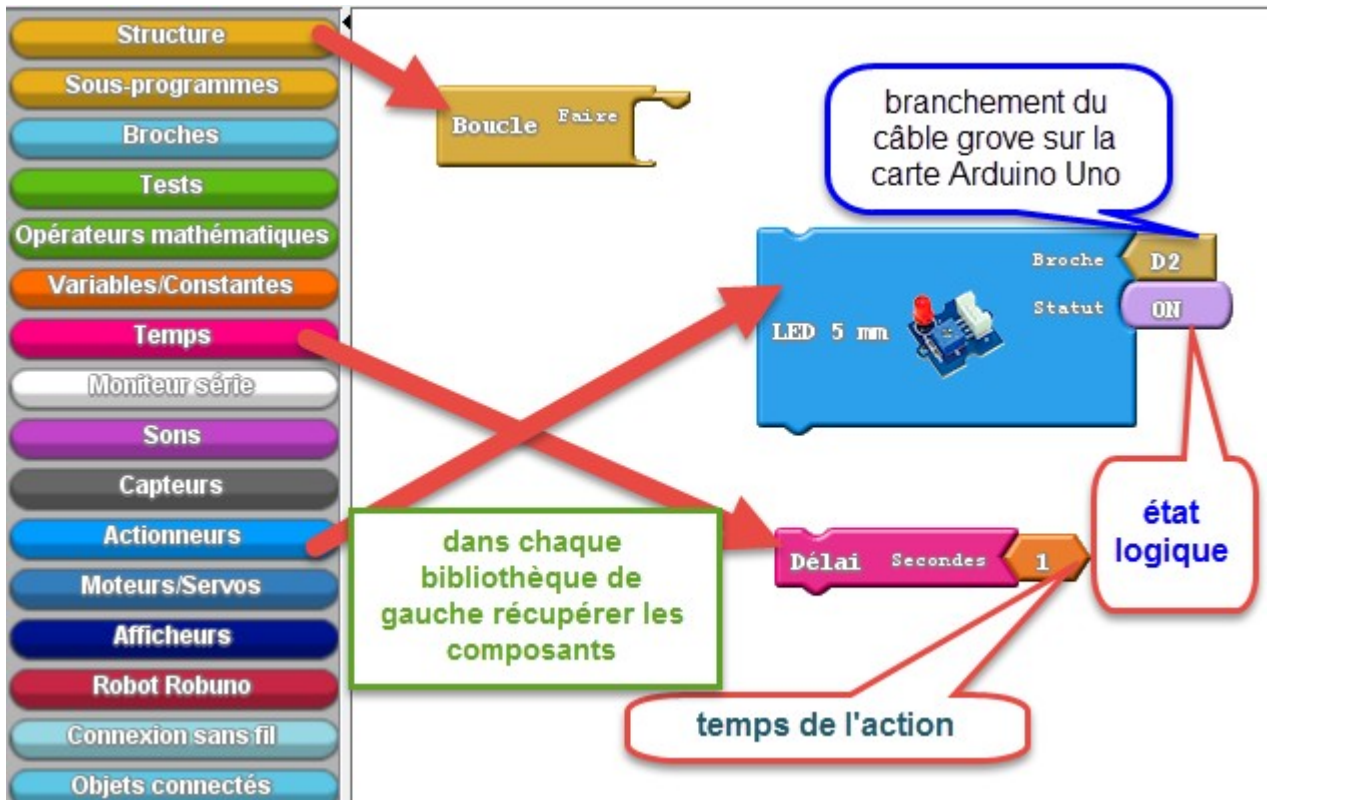 Structure
Sous-programmes
Broches
Tests
Opérateurs mathématiques
Variables/Constantes
Temps
Moniteur série
Sons
Capteurs
Actionneurs
Moteurs/Servos
Afficheurs
Robot Robuno
Connexion sans fil
Objets connectés
Boucle Faire
branchement du
câble grove sur la
carte Arduino Uno
Broche D2
Statut ON
LED 5 mm
état
logique
Délai Secondes 1
dans chaque
bibliothèque de
gauche récupérer les
composants
temps de l'action